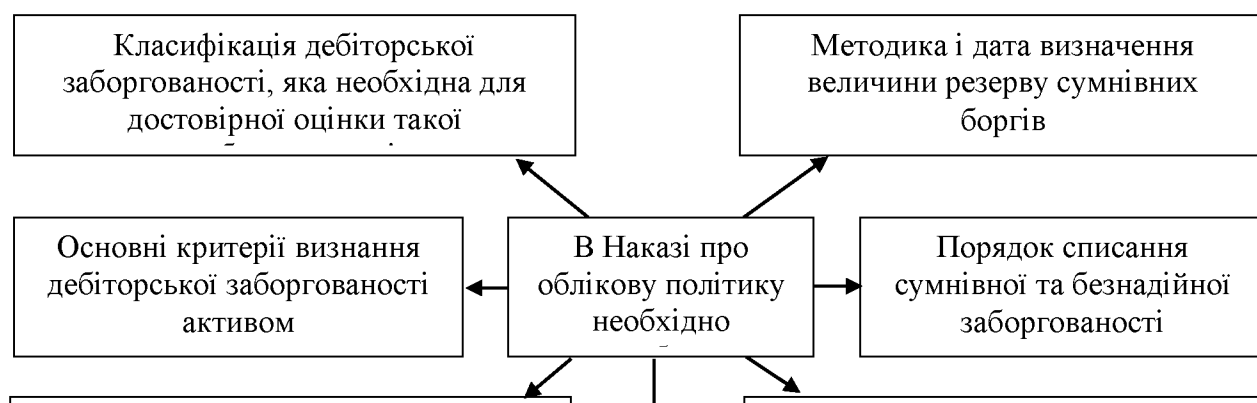 Класифікація дебіторської
заборгованості, яка необхідна для
достовірної оцінки такої
Методика і дата визначення
величини резерву сумнівних
боргів
Основні критерії визнання
дебіторської заборгованості
активом
В Наказі про
облікову політику
необхідно
Порядок списання
сумнівної та безнадійної
заборгованості